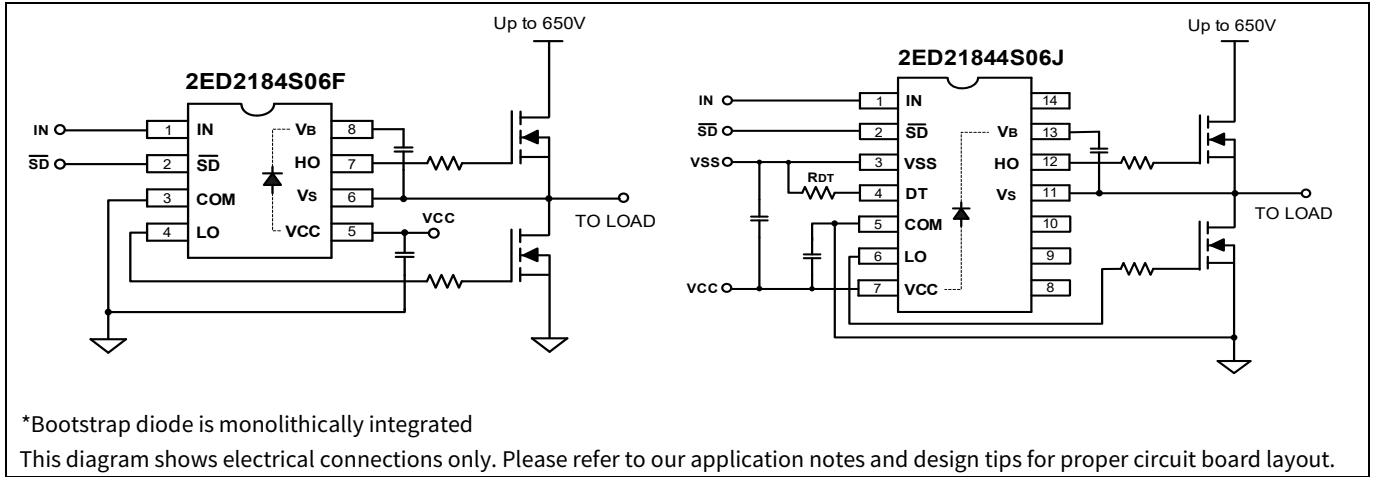 Up to 650V
2ED2184S06F
IN
1 IN
VB 8
SD
2 SD
HO 7
3 COM
VS 6
TO LOAD
4 LO
VCC 5
VCC
Up to 650V
2ED21844S06J
IN
1 IN
14
SD
2 SD
VB 13
VSS
3 VSS
HO 12
RDT
4 DT
VS 11
TO LOAD
5 COM
10
6 LO
9
VCC
7 VCC
8
*Bootstrap diode is monolithically integrated
This diagram shows electrical connections only. Please refer to our application notes and design tips for proper circuit board layout.